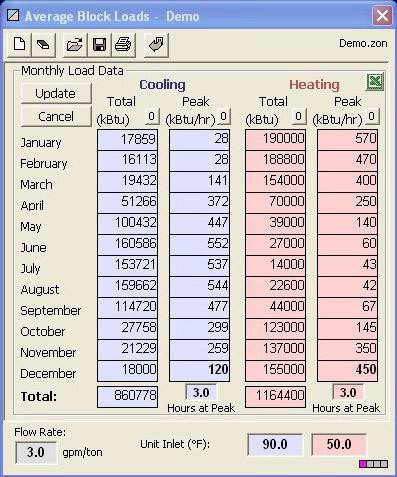 Average Block Loads - Demo
Demo.zon
Monthly Load Data
Update
Cancel
Cooling
Heating
Total Peak Total Peak
(kBtu) 0 (kBtu/hr) 0 (kBtu) 0 (kBtu/hr) 0
January 17859 28 190000 570
February 16113 28 188800 470
March 19432 141 154000 400
April 51266 372 70000 250
May 100432 447 39000 140
June 160586 552 27000 60
July 153721 537 14000 43
August 159662 544 22600 42
September 114720 477 44000 67
October 27758 299 123000 145
November 21229 259 137000 350
December 18000 120 155000 450
Total: 860778 3.0 1164400 3.0
Hours at Peak Hours at Peak
Flow Rate:
3.0 gpm/ton
Unit Inlet (°F): 90.0 50.0